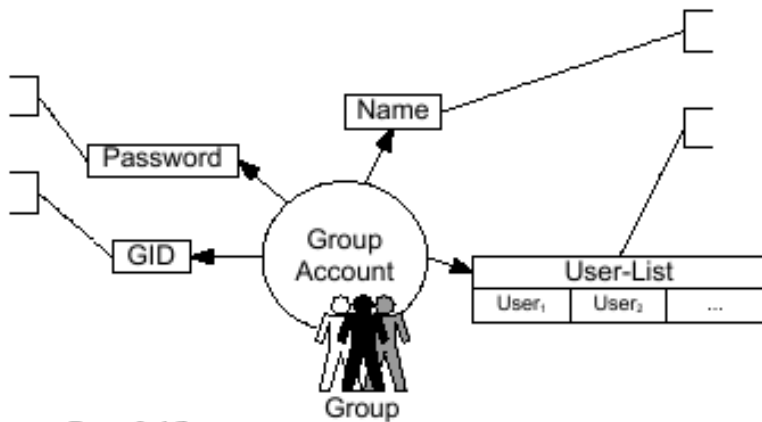 Name
Password
GID
Group
Account
User-List
User₁ User₂ ...
Group